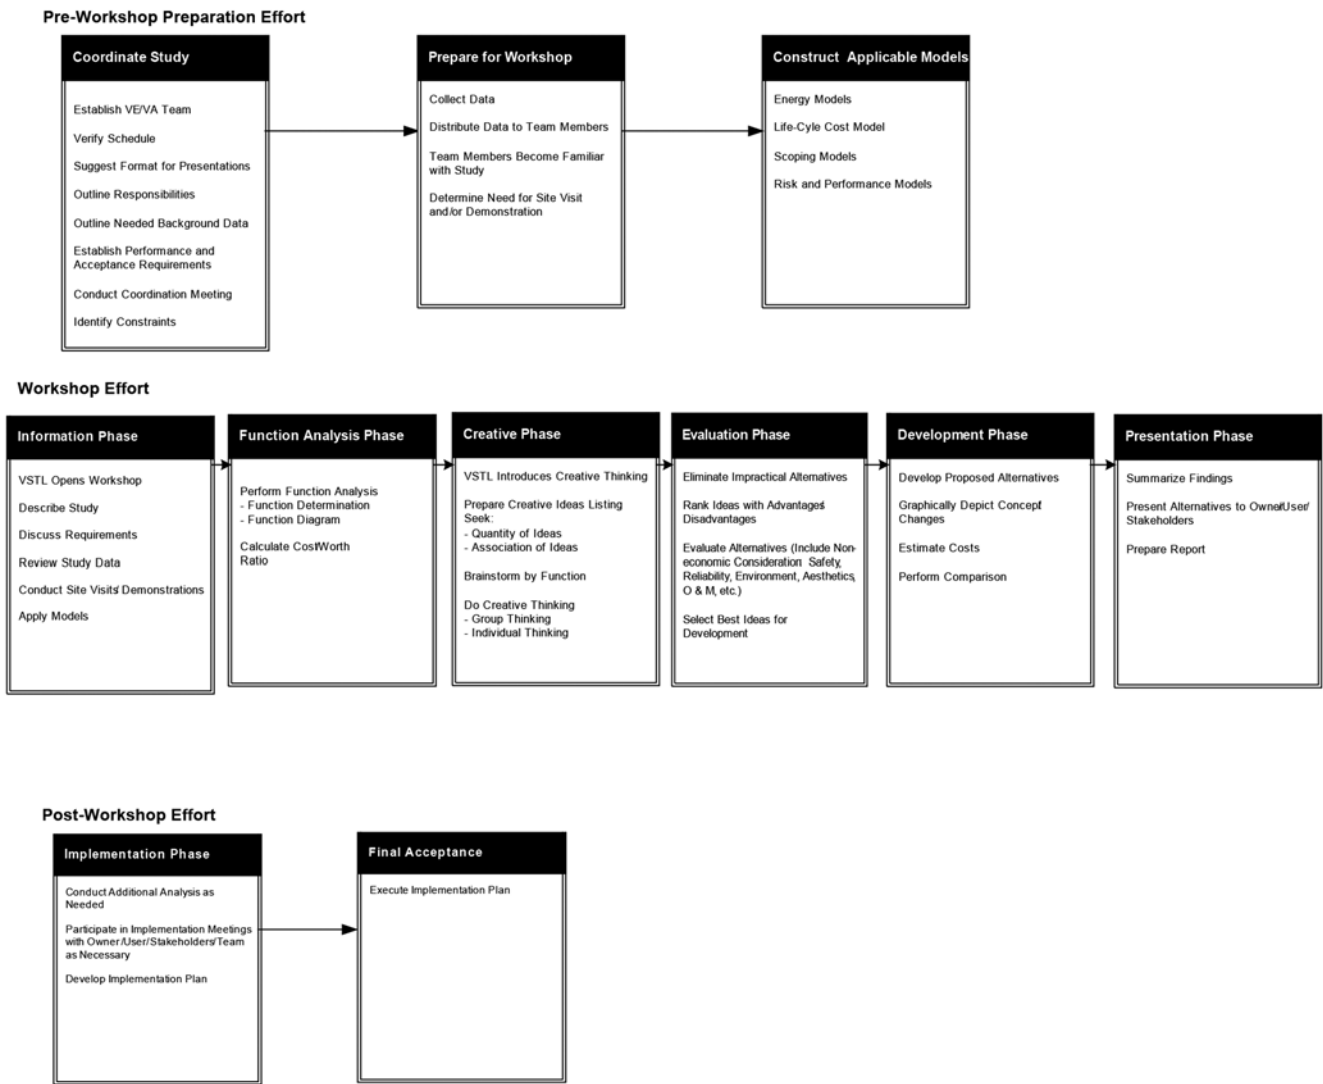 Pre-Workshop Preparation Effort
Coordinate Study
Establish VE/VA Team
Verify Schedule
Suggest Format for Presentations
Outline Responsibilities
Outline Needed Background Data
Establish Performance and
Acceptance Requirements
Conduct Coordination Meeting
Identify Constraints
Prepare for Workshop
Collect Data
Distribute Data to Team Members
Team Members Become Familiar
with Study
Determine Need for Site Visit
and/or Demonstration
Construct Applicable Models
Energy Models
Life-Cyle Cost Model
Scoping Models
Risk and Performance Models
Workshop Effort
Information Phase
VSTL Opens Workshop
Describe Study
Discuss Requirements
Review Study Data
Conduct Site Visits/Demonstrations
Apply Models
Function Analysis Phase
Perform Function Analysis
- Function Determination
- Function Diagram
Calculate Cost/Worth
Ratio
Creative Phase
VSTL Introduces Creative Thinking
Prepare Creative Ideas Listing
Seek:
- Quantity of Ideas
- Association of Ideas
Brainstorm by Function
Do Creative Thinking
- Group Thinking
- Individual Thinking
Evaluation Phase
Eliminate Impractical Alternatives
Rank Ideas with Advantages/
Disadvantages
Evaluate Alternatives (Include Non-
economic Consideration Safety,
Reliability, Environment, Aesthetics,
O & M, etc.)
Select Best Ideas for
Development
Development Phase
Develop Proposed Alternatives
Graphically Depict Concept/
Changes
Estimate Costs
Perform Comparison
Presentation Phase
Summarize Findings
Present Alternatives to Owner/User/
Stakeholders
Prepare Report
Post-Workshop Effort
Implementation Phase
Conduct Additional Analysis as
Needed
Participate in Implementation Meetings
with Owner/User/Stakeholders/Team
as Necessary
Develop Implementation Plan
Final Acceptance
Execute Implementation Plan